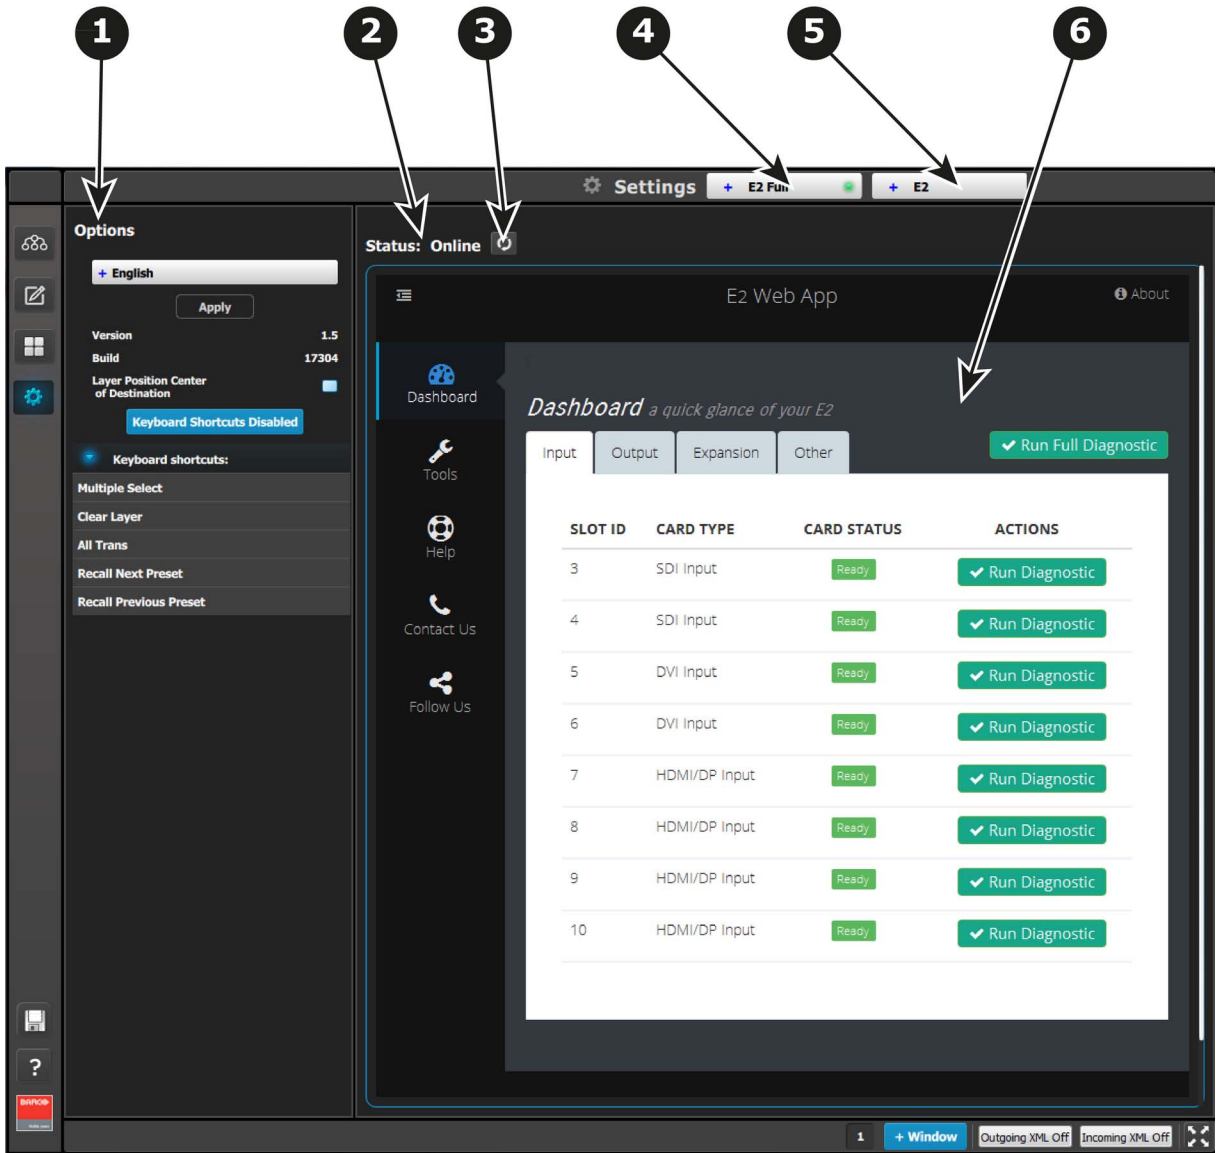 1 2 3 4 5 6
Settings + E2 Full + E2
Options
+ English
Apply
Version 1.5
Build 17304
Layer Position Center
of Destination
Keyboard Shortcuts Disabled
Keyboard shortcuts:
Multiple Select
Clear Layer
All Trans
Recall Next Preset
Recall Previous Preset
Status: Online
E2 Web App
About
Dashboard
Tools
Help
Contact Us
Follow Us
Dashboard a quick glance of your E2
Input Output Expansion Other
Run Full Diagnostic
SLOT ID CARD TYPE CARD STATUS ACTIONS
3 SDI Input Ready Run Diagnostic
4 SDI Input Ready Run Diagnostic
5 DVI Input Ready Run Diagnostic
6 DVI Input Ready Run Diagnostic
7 HDMI/DP Input Ready Run Diagnostic
8 HDMI/DP Input Ready Run Diagnostic
9 HDMI/DP Input Ready Run Diagnostic
10 HDMI/DP Input Ready Run Diagnostic
?
BARCO
1 + Window Outgoing XML Off Incoming XML Off